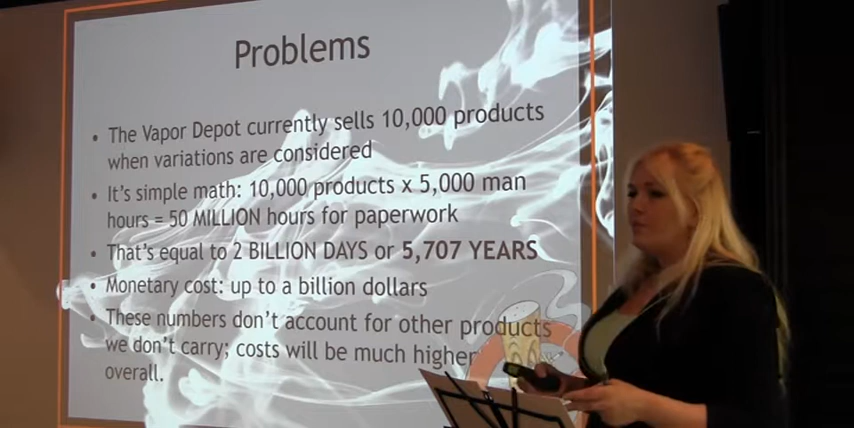 Problems
• The Vapor Depot currently sells 10,000 products
when variations are considered
• It's simple math: 10,000 products x 5,000 man
hours = 50 MILLION hours for paperwork
• That's equal to 2 BILLION DAYS or 5,707 YEARS
• Monetary cost: up to a billion dollars
• These numbers don't account for other products
we don't carry; costs will be much higher
overall.